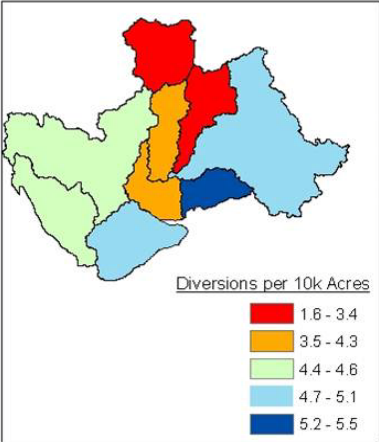 Diversions per 10k Acres
1.6 - 3.4
3.5 - 4.3
4.4 - 4.6
4.7 - 5.1
5.2 - 5.5